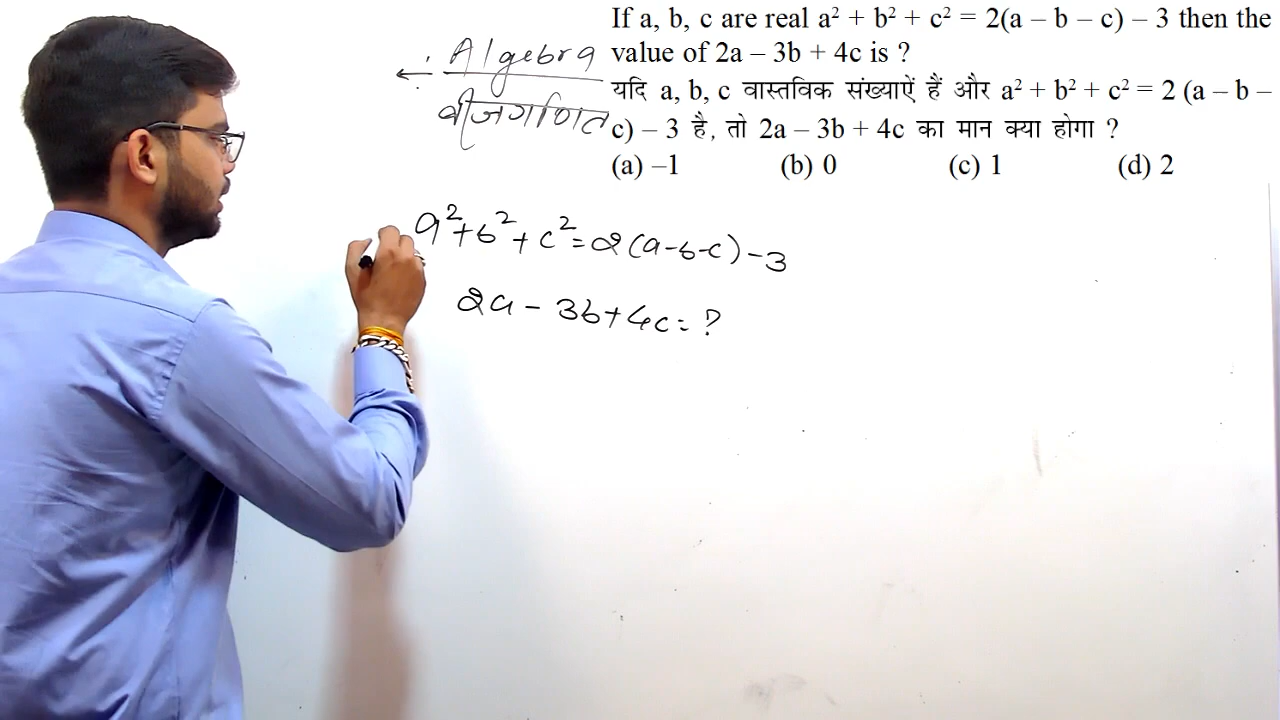 If a, b, c are real a² + b² + c² = 2(a – b – c) – 3 then the
value of 2a – 3b + 4c is ?
यदि a, b, c वास्तविक संख्याऐं हैं और a² + b² + c² = 2 (a – b –
c) – 3 है, तो 2a – 3b + 4c का मान क्या होगा ?
(a) –1 (b) 0 (c) 1 (d) 2
Algebra
बीजगणित
a²+b²+c²=2(a-b-c)-3
2a-3b+4c=?